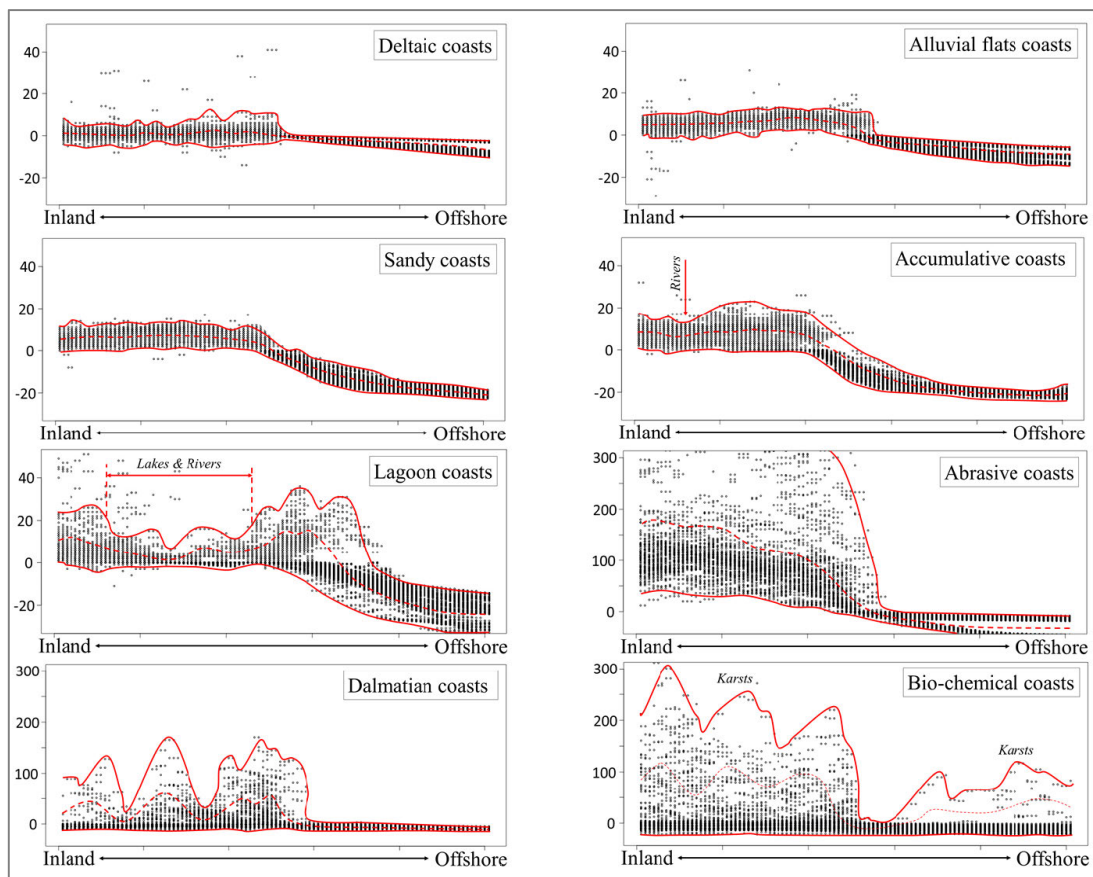 Deltaic coasts
40
20
0
-20
Inland
Offshore
Alluvial flats coasts
40
20
0
-20
Inland
Offshore
Sandy coasts
40
20
0
-20
Inland
Offshore
Accumulative coasts
Rivers
40
20
0
-20
Inland
Offshore
Lagoon coasts
Lakes & Rivers
40
20
0
-20
Inland
Offshore
Abrasive coasts
300
200
100
0
Inland
Offshore
Dalmatian coasts
300
200
100
0
Inland
Offshore
Bio-chemical coasts
Karsts
Karsts
300
200
100
0
Inland
Offshore